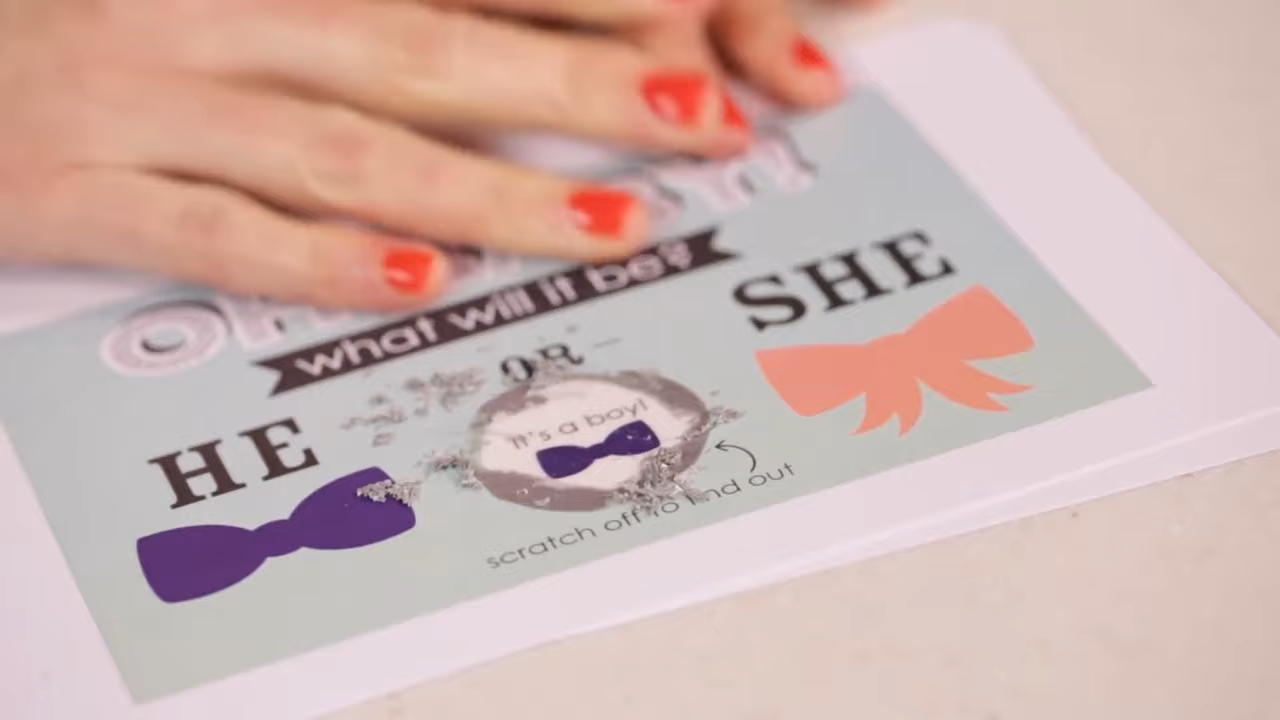 what will it be?
OR
HE
SHE
it's a boy!
scratch off to find out